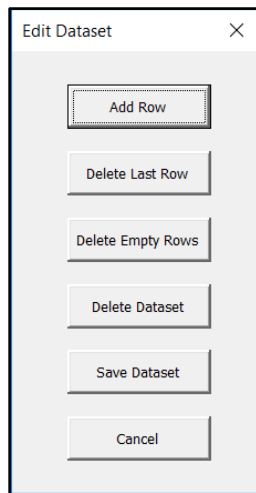 Edit Dataset
Add Row
Delete Last Row
Delete Empty Rows
Delete Dataset
Save Dataset
Cancel